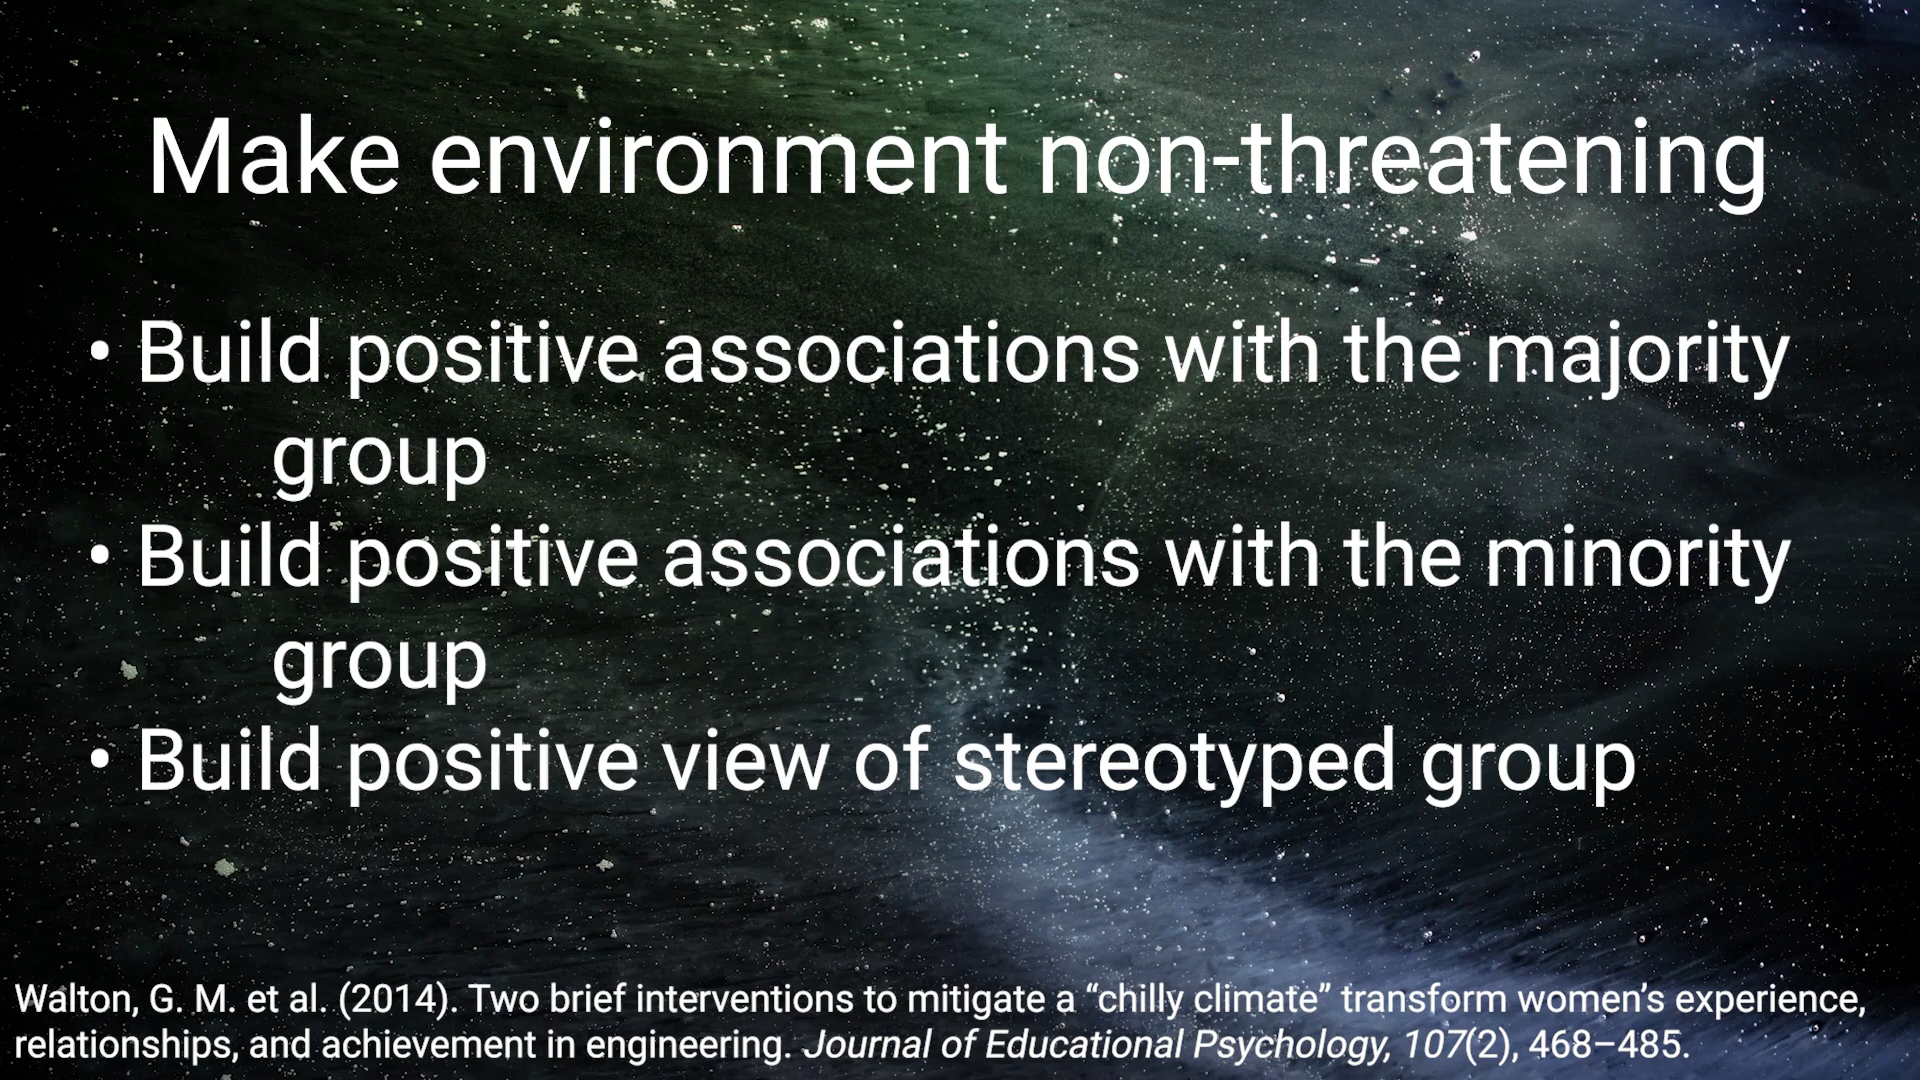 Make environment non-threatening
• Build positive associations with the majority
group
• Build positive associations with the minority
group
• Build positive view of stereotyped group
Walton, G. M. et al. (2014). Two brief interventions to mitigate a “chilly climate” transform women’s experience,
relationships, and achievement in engineering. Journal of Educational Psychology, 107(2), 468–485.